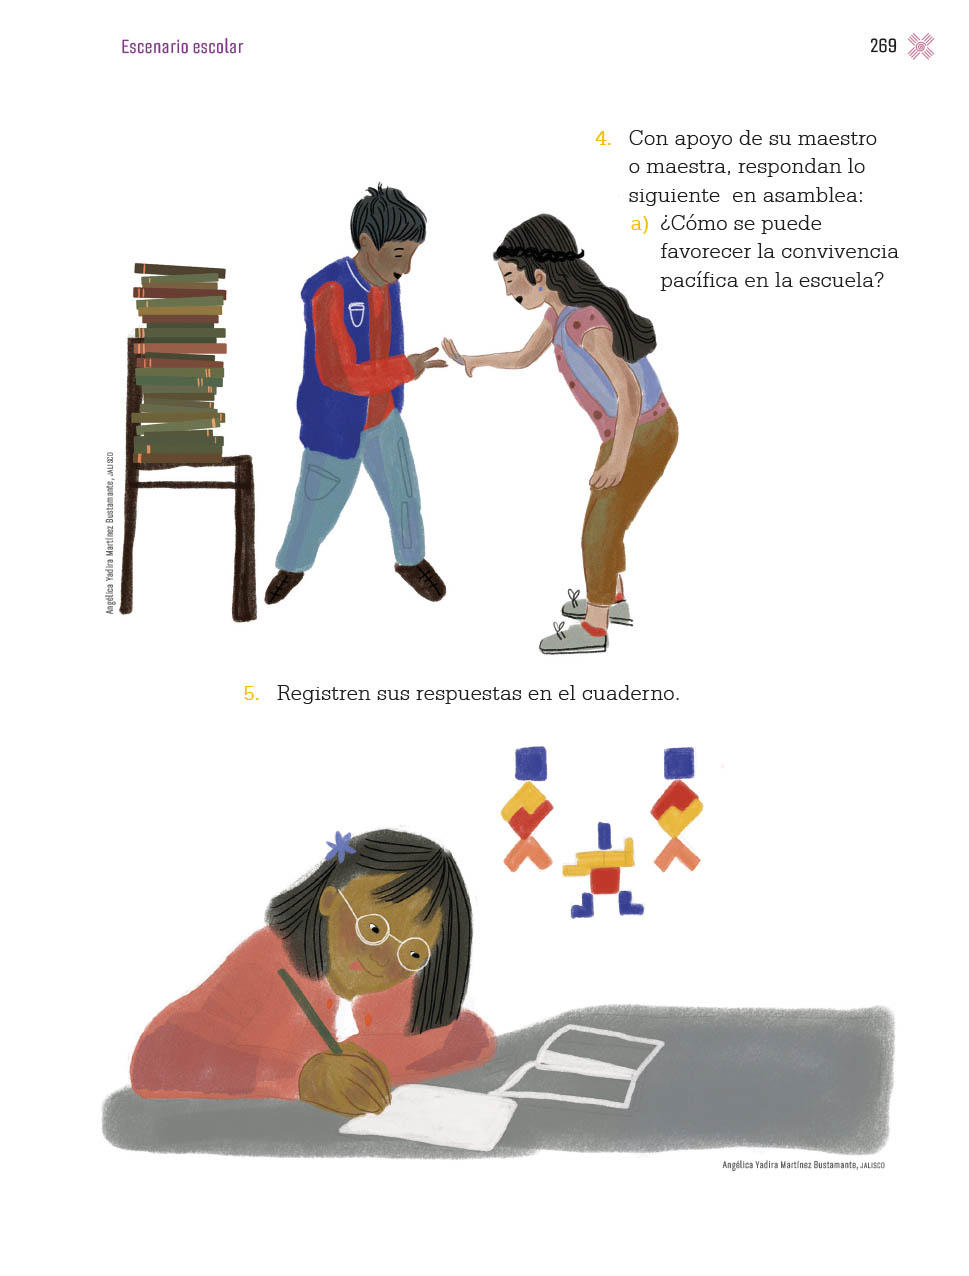 Escenario escolar
269
4. Con apoyo de su maestro
o maestra, respondan lo
siguiente en asamblea:
a) ¿Cómo se puede
favorecer la convivencia
pacífica en la escuela?
Angélica Yadira Martínez Bustamante, JALISCO
5. Registren sus respuestas en el cuaderno.
Angélica Yadira Martínez Bustamante, JALISCO